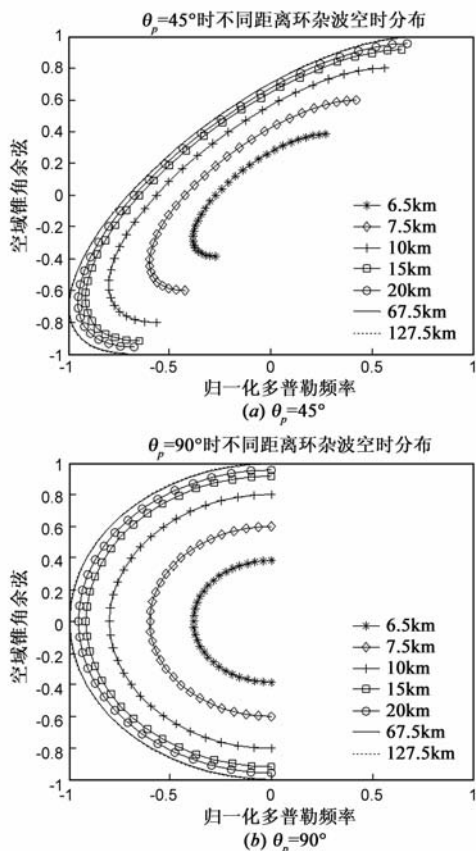 θp=45°时不同距离环杂波空时分布
1
0.8
0.6
0.4
0.2
0
-0.2
-0.4
-0.6
-0.8
-1
空域锥角余弦
6.5km
7.5km
10km
15km
20km
67.5km
127.5km
-1 -0.5 0 0.5 1
归一化多普勒频率
(a) θp=45°
θp=90°时不同距离环杂波空时分布
1
0.8
0.6
0.4
0.2
0
-0.2
-0.4
-0.6
-0.8
-1
空域锥角余弦
6.5km
7.5km
10km
15km
20km
67.5km
127.5km
-1 -0.5 0 0.5 1
归一化多普勒频率
(b) θp=90°